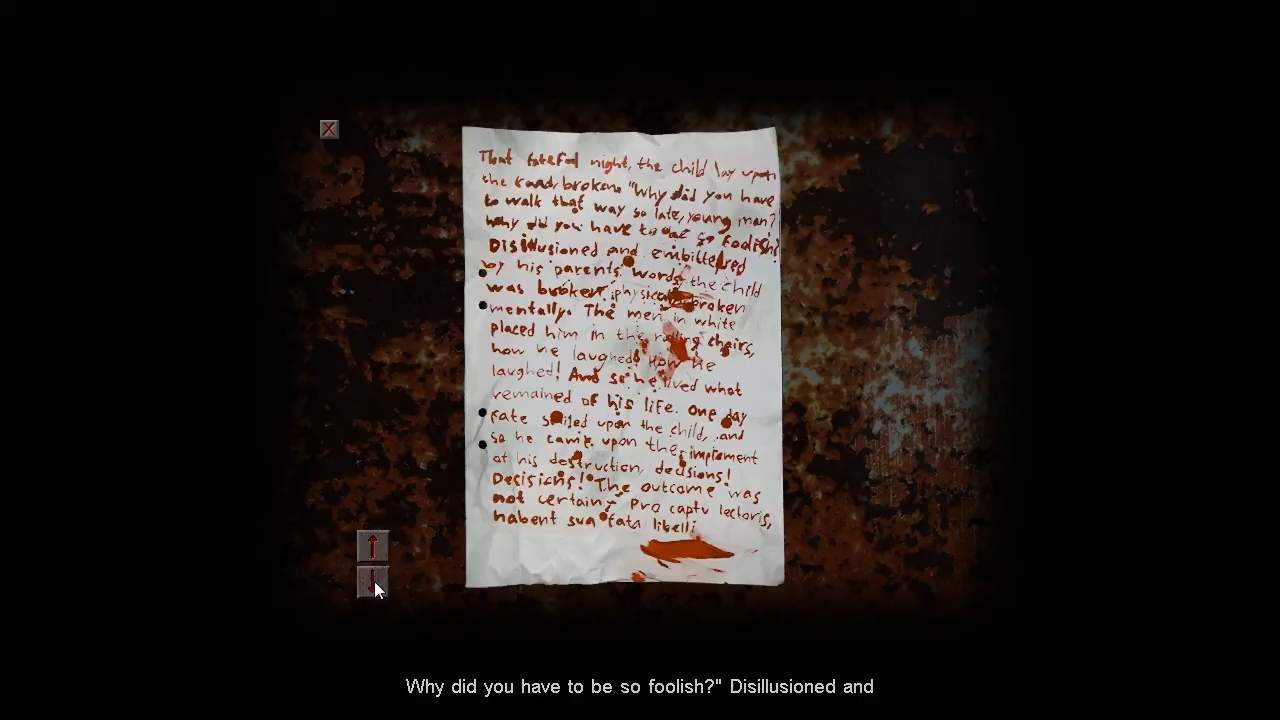 That fateful night, the child lay upon
the road, broken. "Why did you have
to walk that way so late, young man?
Why did you have to be so foolish?
Disillusioned and embittered
by his parents' words, the child
was broken, physically broken
mentally. The men in white
placed him in the rolling chairs,
how he laughed! How he
laughed! And so he lived what
remained of his life. One day
fate smiled upon the child, and
so he came upon the implement
of his destruction, decisions!
Desisions! The outcome was
not certain; Pro captu lectoris,
habent sua fata libelli
Why did you have to be so foolish?" Disillusioned and